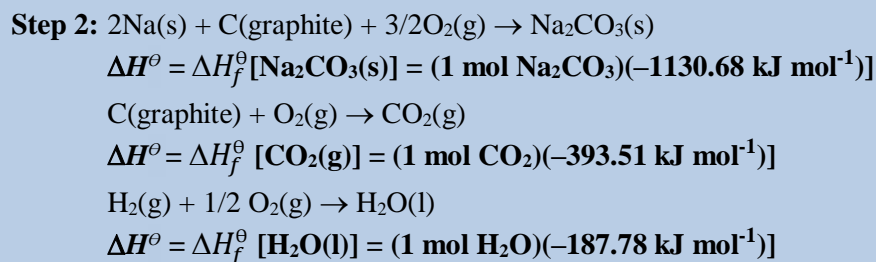 Step 2: 2Na(s) + C(graphite) + 3/2O₂(g) → Na₂CO₃(s)
ΔH^θ = ΔH_f^θ [Na₂CO₃(s)] = (1 mol Na₂CO₃)(–1130.68 kJ mol⁻¹)]
C(graphite) + O₂(g) → CO₂(g)
ΔH^θ = ΔH_f^θ [CO₂(g)] = (1 mol CO₂)(–393.51 kJ mol⁻¹)]
H₂(g) + 1/2 O₂(g) → H₂O(l)
ΔH^θ = ΔH_f^θ [H₂O(l)] = (1 mol H₂O)(–187.78 kJ mol⁻¹)]